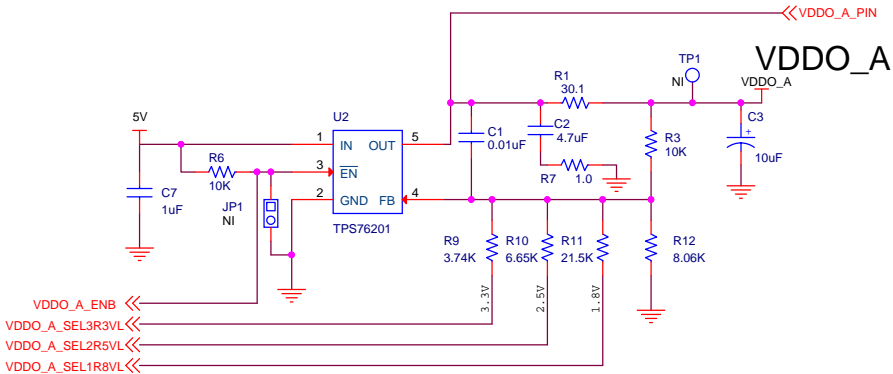 VDDO_A_PIN
TP1
NI
VDDO_A
VDDO_A
R1
30.1
U2
5V
C1
0.01uF
C2
4.7uF
C3
+
10uF
1
IN
OUT
5
R3
10K
R6
10K
3
EN
R7
1.0
C7
1uF
2
GND
FB
4
JP1
NI
TPS76201
R9
3.74K
R10
6.65K
R11
21.5K
R12
8.06K
3.3V
2.5V
1.8V
VDDO_A_ENB
VDDO_A_SEL3R3VL
VDDO_A_SEL2R5VL
VDDO_A_SEL1R8VL